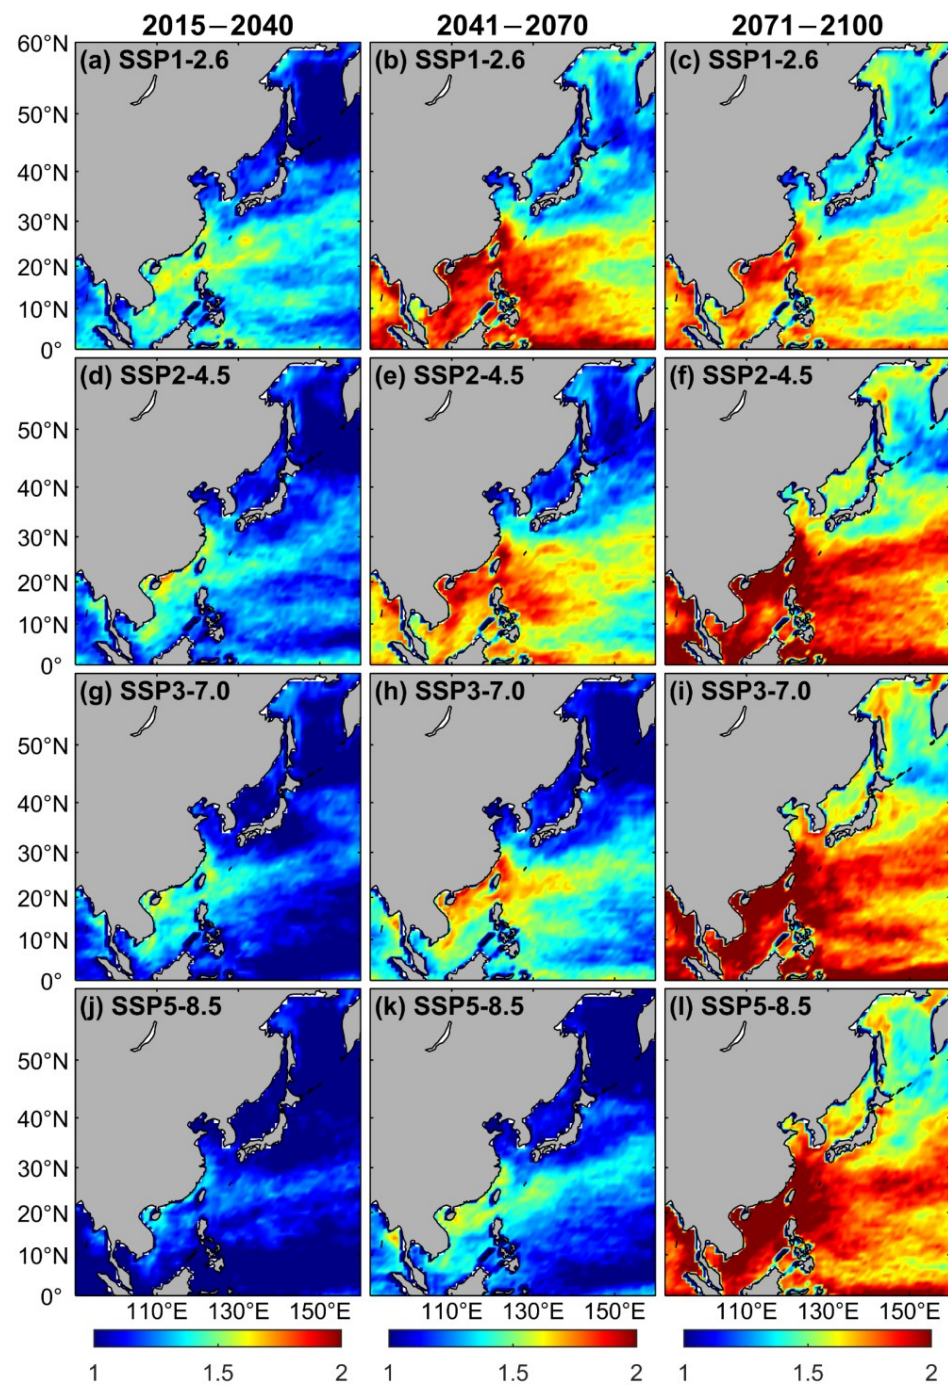 2015−2040 2041−2070 2071−2100
60°N (a) SSP1-2.6 (b) SSP1-2.6 (c) SSP1-2.6
50°N
40°N
30°N
20°N
10°N
0°
(d) SSP2-4.5 (e) SSP2-4.5 (f) SSP2-4.5
50°N
40°N
30°N
20°N
10°N
0°
(g) SSP3-7.0 (h) SSP3-7.0 (i) SSP3-7.0
50°N
40°N
30°N
20°N
10°N
0°
(j) SSP5-8.5 (k) SSP5-8.5 (l) SSP5-8.5
50°N
40°N
30°N
20°N
10°N
0°
110°E 130°E 150°E 110°E 130°E 150°E 110°E 130°E 150°E
1 1.5 2 1 1.5 2 1 1.5 2